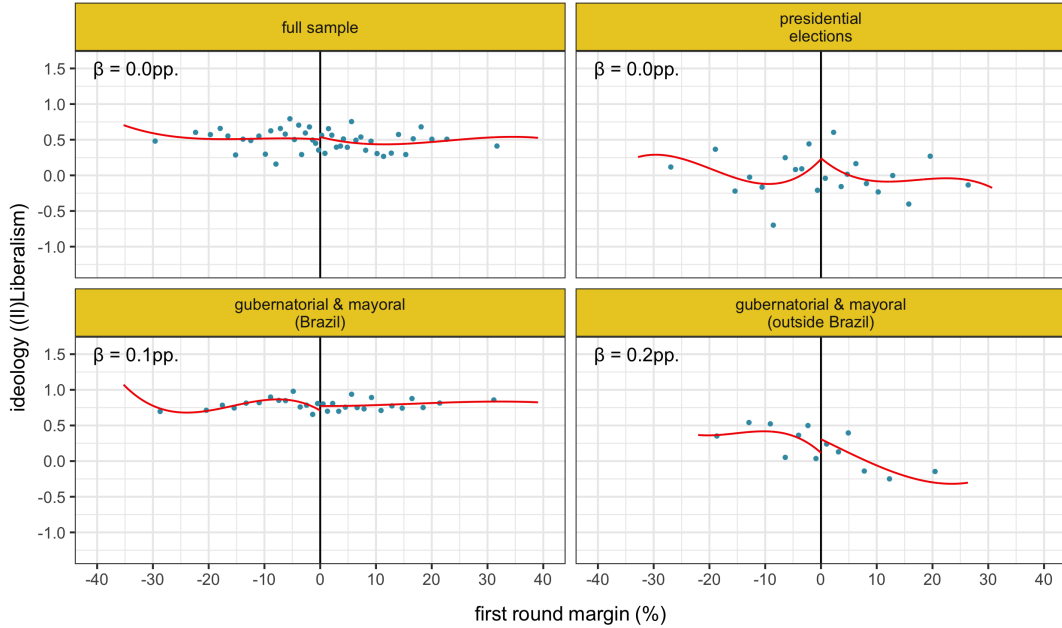 full sample
presidential
elections
β = 0.0pp.
β = 0.0pp.
1.5
1.0
0.5
0.0
-0.5
-1.0
gubernatorial & mayoral
(Brazil)
gubernatorial & mayoral
(outside Brazil)
β = 0.1pp.
β = 0.2pp.
1.5
1.0
0.5
0.0
-0.5
-1.0
ideology ((Il)Liberalism)
-40 -30 -20 -10 0 10 20 30 40
-40 -30 -20 -10 0 10 20 30 40
first round margin (%)